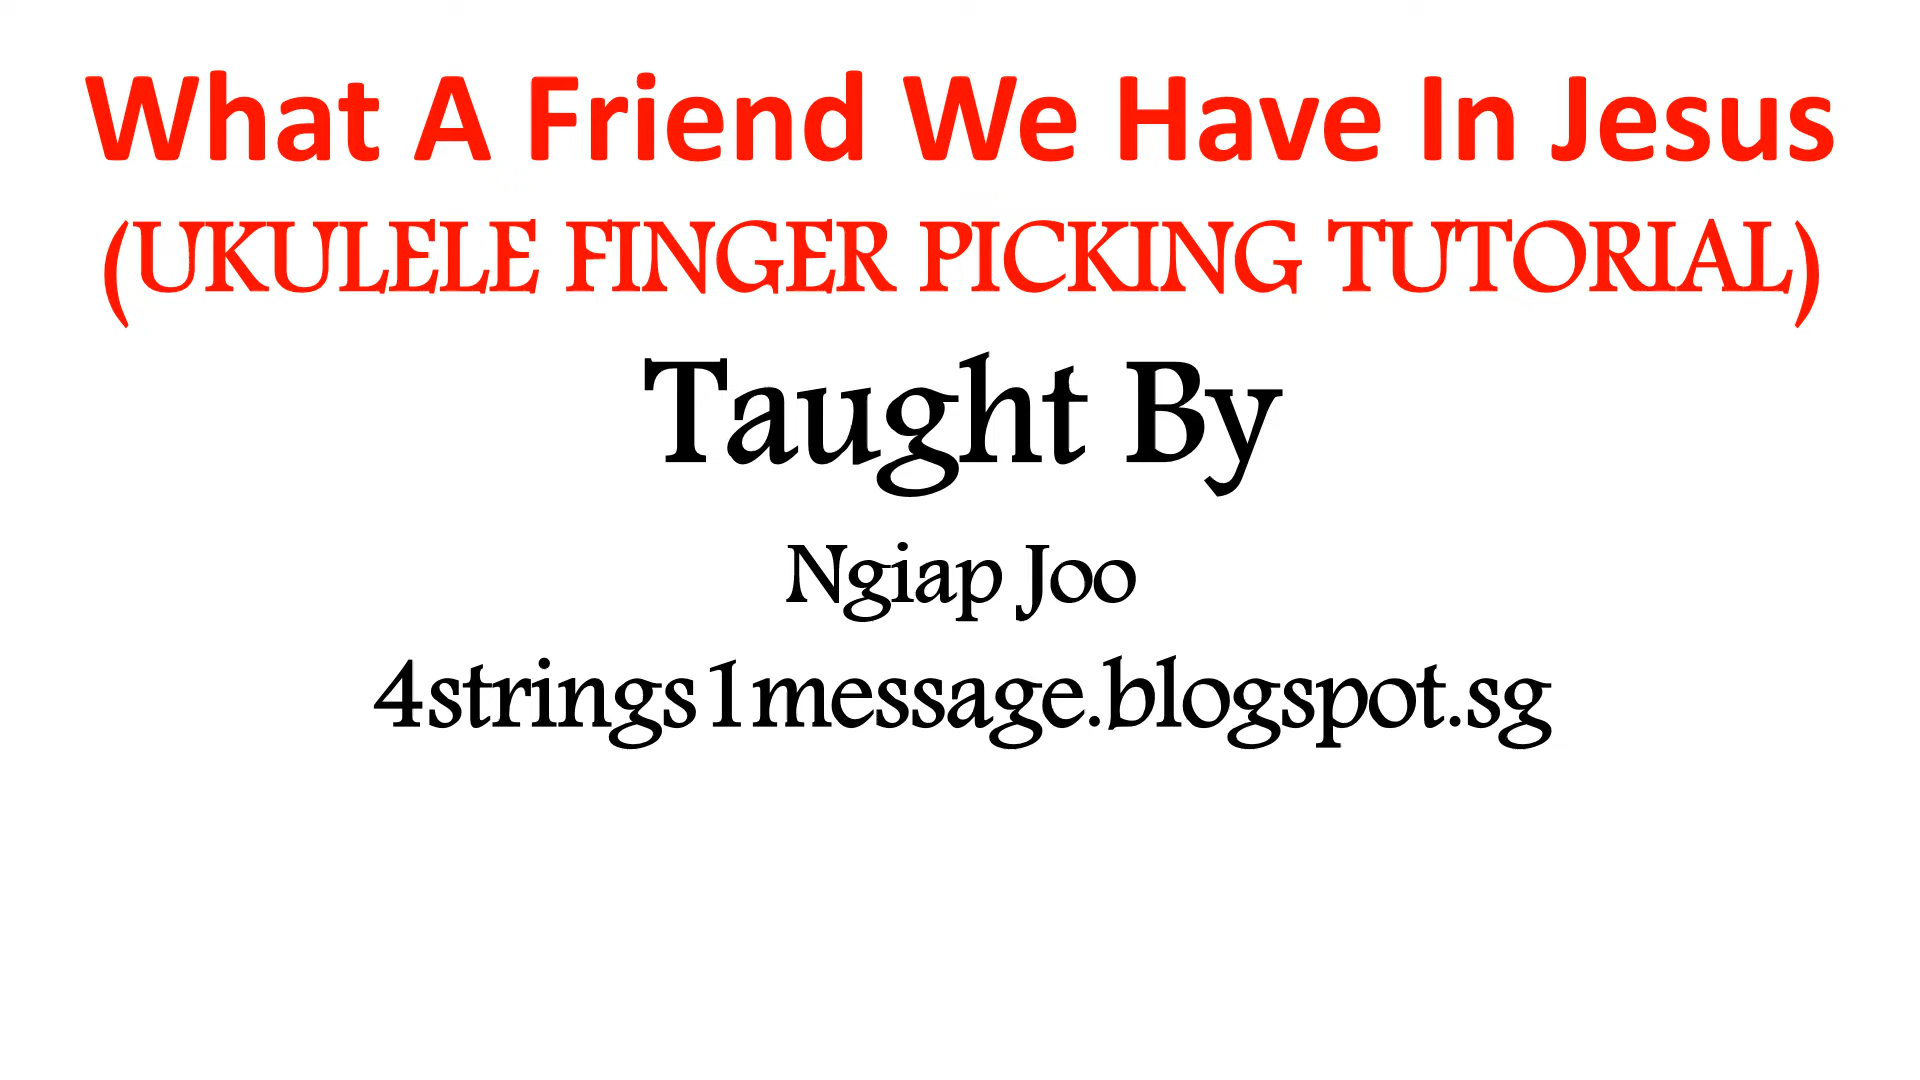 What A Friend We Have In Jesus
(UKULELE FINGER PICKING TUTORIAL)
Taught By
Ngiap Joo
4strings1message.blogspot.sg